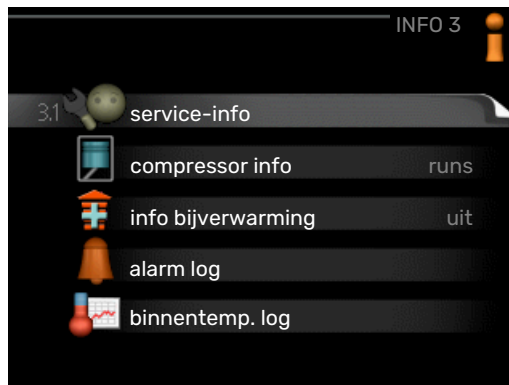 INFO 3
3.1 service-info
compressor info runs
info bijverwarming uit
alarm log
binnentemp. log